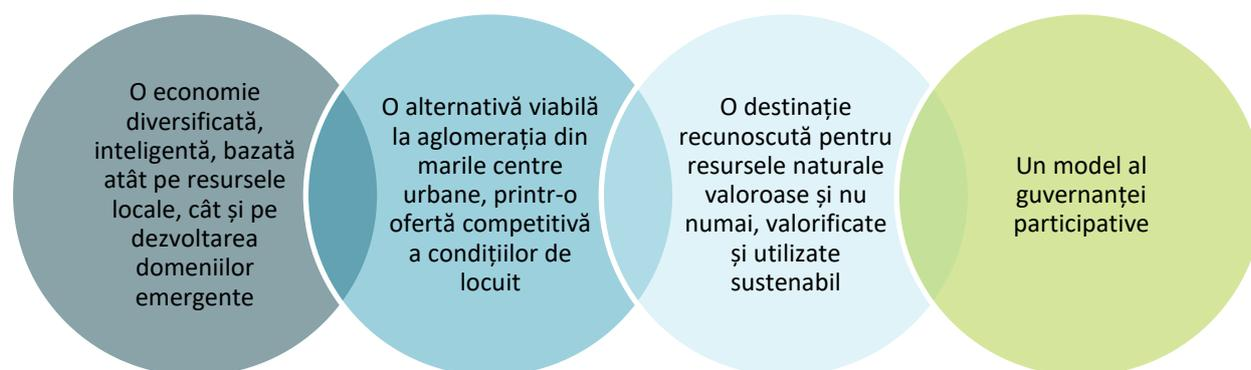 O economie
diversificată,
inteligentă, bazată
atât pe resursele
locale, cât și pe
dezvoltarea
domeniilor
emergente
O alternativă viabilă
la aglomerația din
marile centre
urbane, printr-o
ofertă competitivă
a condițiilor de
locuit
O destinație
recunoscută pentru
resursele naturale
valoroase și nu
numai, valorificate
și utilizate
sustenabil
Un model al
guvernanței
participative